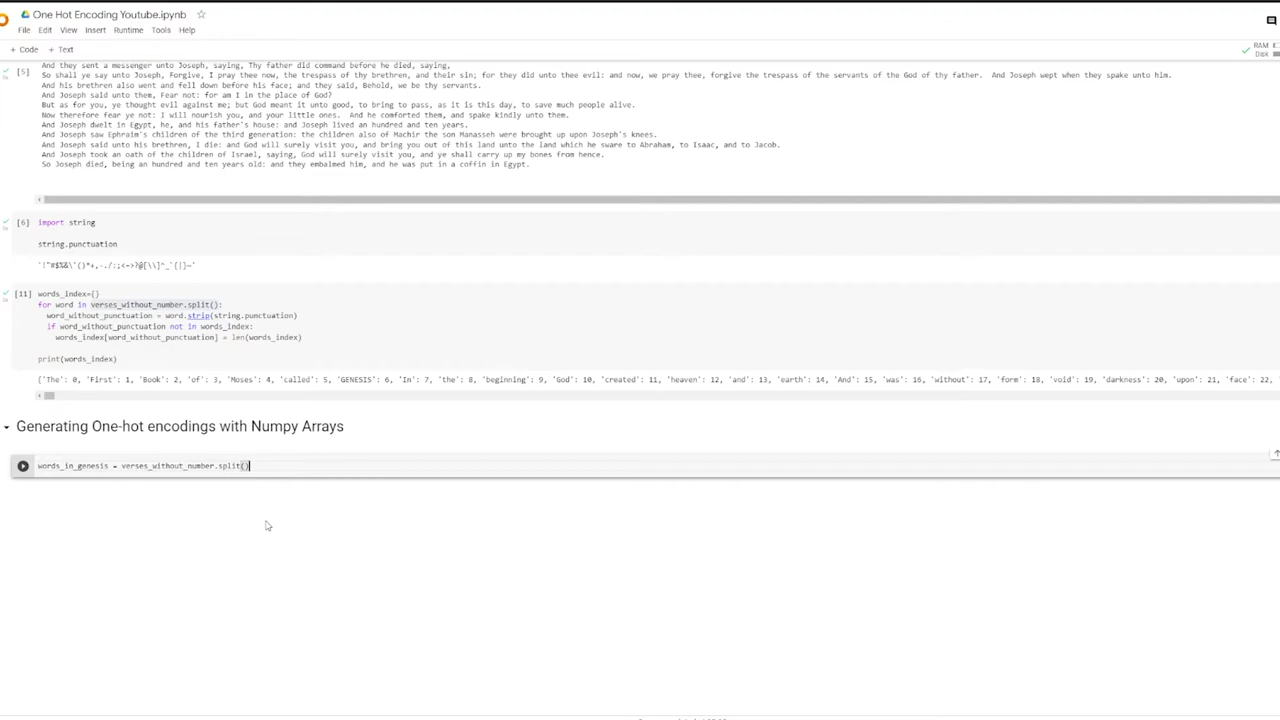 One Hot Encoding Youtube.ipynb
File Edit View Insert Runtime Tools Help
+ Code + Text
RAM
Disk
And they sent a messenger unto Joseph, saying, Thy father did command before he died, saying,
[5] So shall ye say unto Joseph, Forgive, I pray thee now, the trespass of thy brethren, and their sin; for they did unto thee evil: and now, we pray thee, forgive the trespass of the servants of the God of thy father. And Joseph wept when they spake unto him.
And his brethren also went and fell down before his face; and they said, Behold, we be thy servants.
And Joseph said unto them, Fear not: for am I in the place of God?
But as for you, ye thought evil against me; but God meant it unto good, to bring to pass, as it is this day, to save much people alive.
Now therefore fear ye not: I will nourish you, and your little ones. And he comforted them, and spake kindly unto them.
And Joseph dwelt in Egypt, he, and his father's house: and Joseph lived an hundred and ten years.
And Joseph saw Ephraim's children of the third generation: the children also of Machir the son Manasseh were brought up upon Joseph's knees.
And Joseph said unto his brethren, I die: and God will surely visit you, and bring you out of this land unto the land which he sware to Abraham, to Isaac, and to Jacob.
And Joseph took an oath of the children of Israel, saying, God will surely visit you, and ye shall carry up my bones from hence.
So Joseph died, being an hundred and ten years old: and they embalmed him, and he was put in a coffin in Egypt.
[6] import string
string.punctuation
'!"#$%&\'()*+,-./:;<=>?@[\\]^_`{|}~'
[11] words_index={}
for word in verses_without_number.split():
word_without_punctuation = word.strip(string.punctuation)
if word_without_punctuation not in words_index:
words_index[word_without_punctuation] = len(words_index)
print(words_index)
{'The': 0, 'First': 1, 'Book': 2, 'of': 3, 'Moses': 4, 'called': 5, 'GENESIS': 6, 'In': 7, 'the': 8, 'beginning': 9, 'God': 10, 'created': 11, 'heaven': 12, 'and': 13, 'earth': 14, 'And': 15, 'was': 16, 'without': 17, 'form': 18, 'void': 19, 'darkness': 20, 'upon': 21, 'face': 22,
Generating One-hot encodings with Numpy Arrays
words_in_genesis = verses_without_number.split()